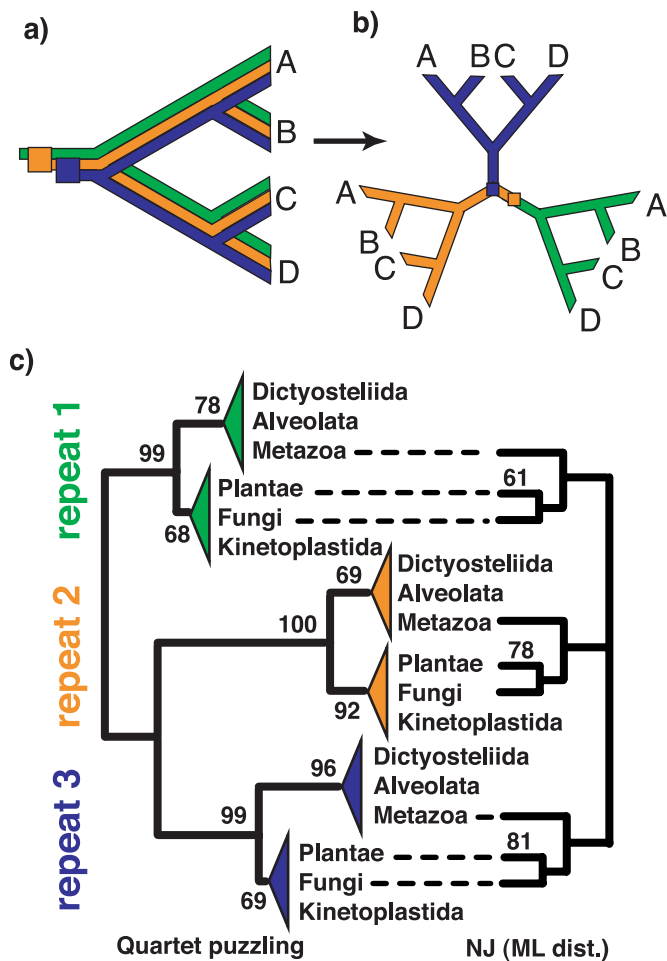 a)
b)
A
B
C
D
A
B
C
D
A
B
C
D
A
B
C
D
c)
repeat 1
repeat 2
repeat 3
99
78
Dictyosteliida
Alveolata
Metazoa
68
Plantae
Fungi
Kinetoplastida
61
100
69
Dictyosteliida
Alveolata
Metazoa
92
Plantae
Fungi
Kinetoplastida
78
99
96
Dictyosteliida
Alveolata
Metazoa
69
Plantae
Fungi
Kinetoplastida
81
Quartet puzzling
NJ (ML dist.)